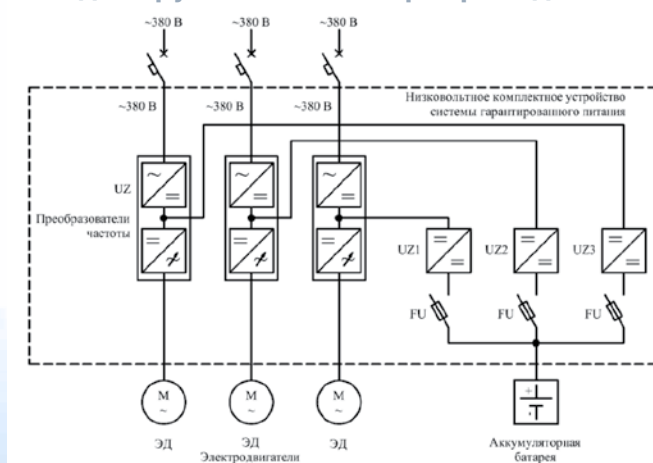 ~380 В ~380 В ~380 В
~380 В ~380 В ~380 В
Низковольтное комплектное устройство
системы гарантированного питания
UZ
Преобразователи
частоты
UZ1 UZ2 UZ3
FU FU FU
М М М
~ ~ ~
ЭД ЭД ЭД
Электродвигатели
Аккумуляторная
батарея